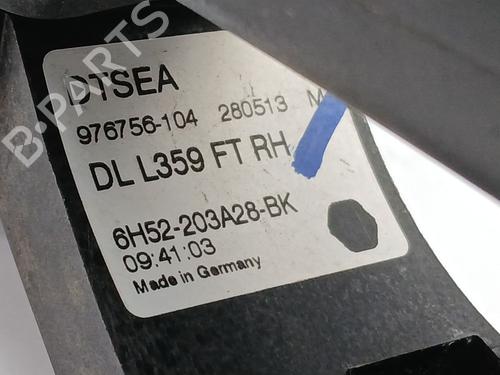 B-PARTS
DTSEA
976756-104 280513 M
DL L359 FT RH
6H52-203A28-BK
09:41:03
Made in Germany